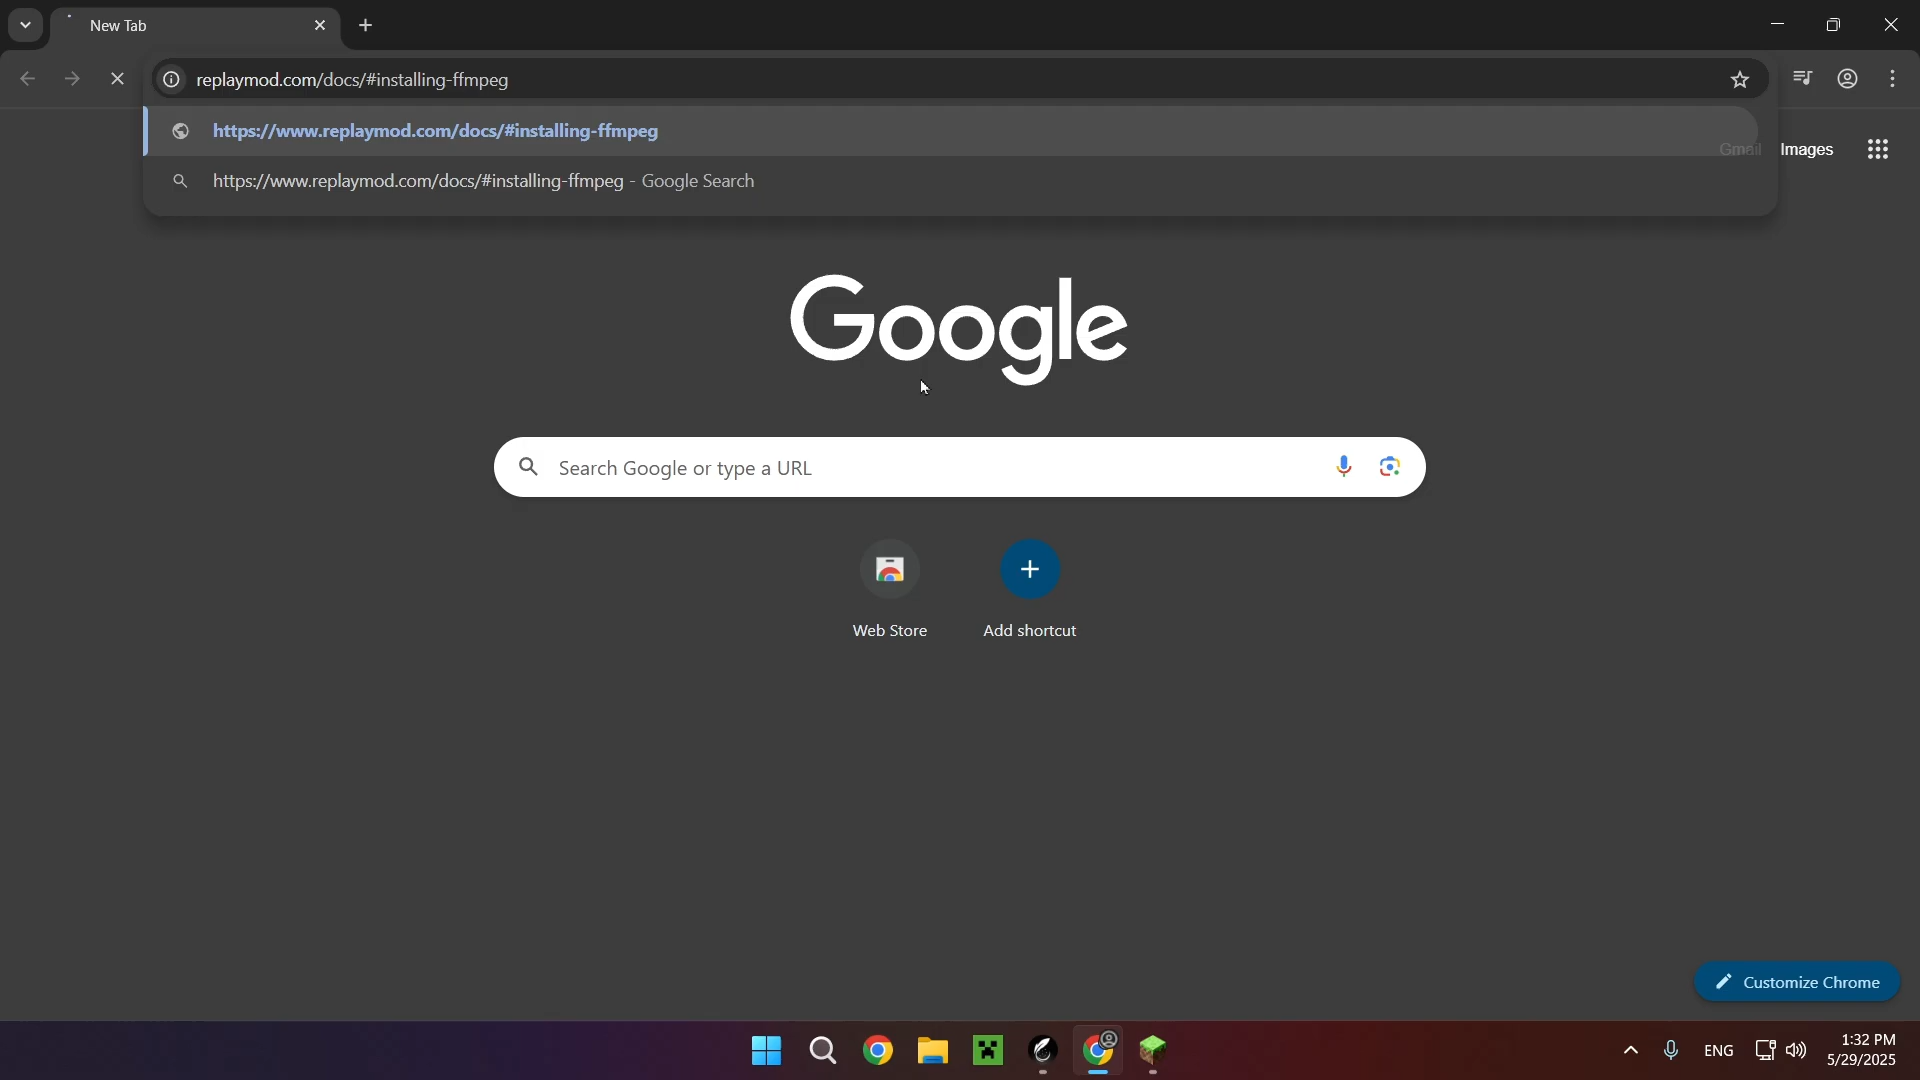 New Tab
replaymod.com/docs/#installing-ffmpeg
https://www.replaymod.com/docs/#installing-ffmpeg
Gmail Images
https://www.replaymod.com/docs/#installing-ffmpeg - Google Search
Google
Search Google or type a URL
Web Store Add shortcut
Customize Chrome
ENG 1:32 PM
5/29/2025